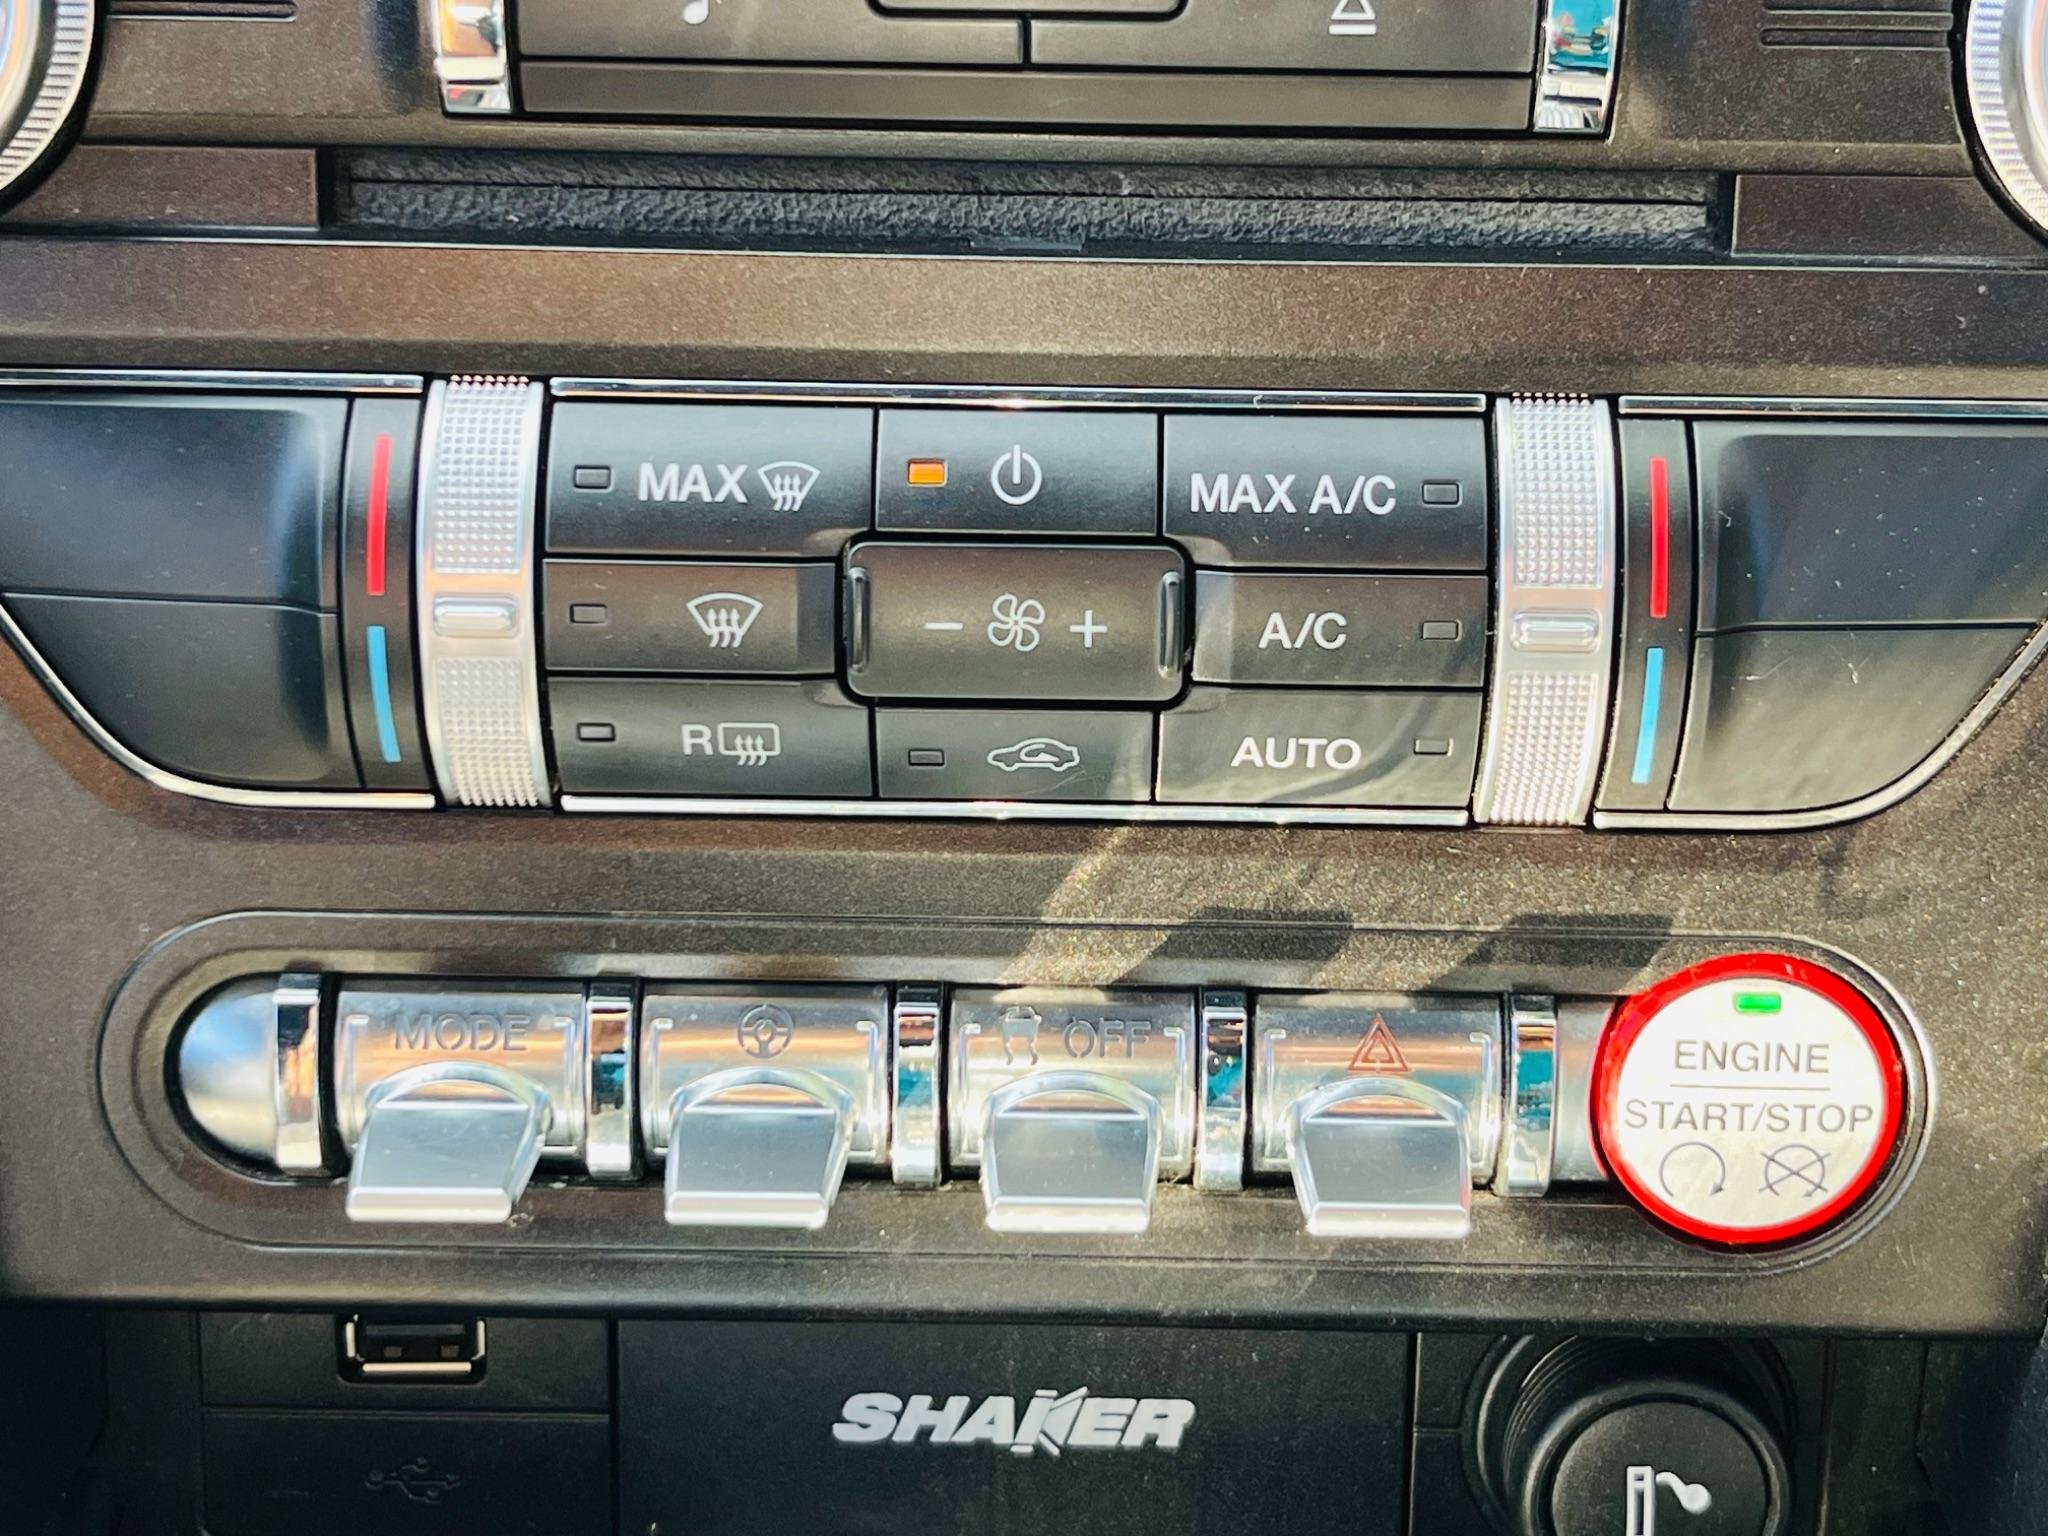 MAX
MAX A/C
- +
A/C
R
AUTO
MODE
OFF
ENGINE
START/STOP
SHAKER